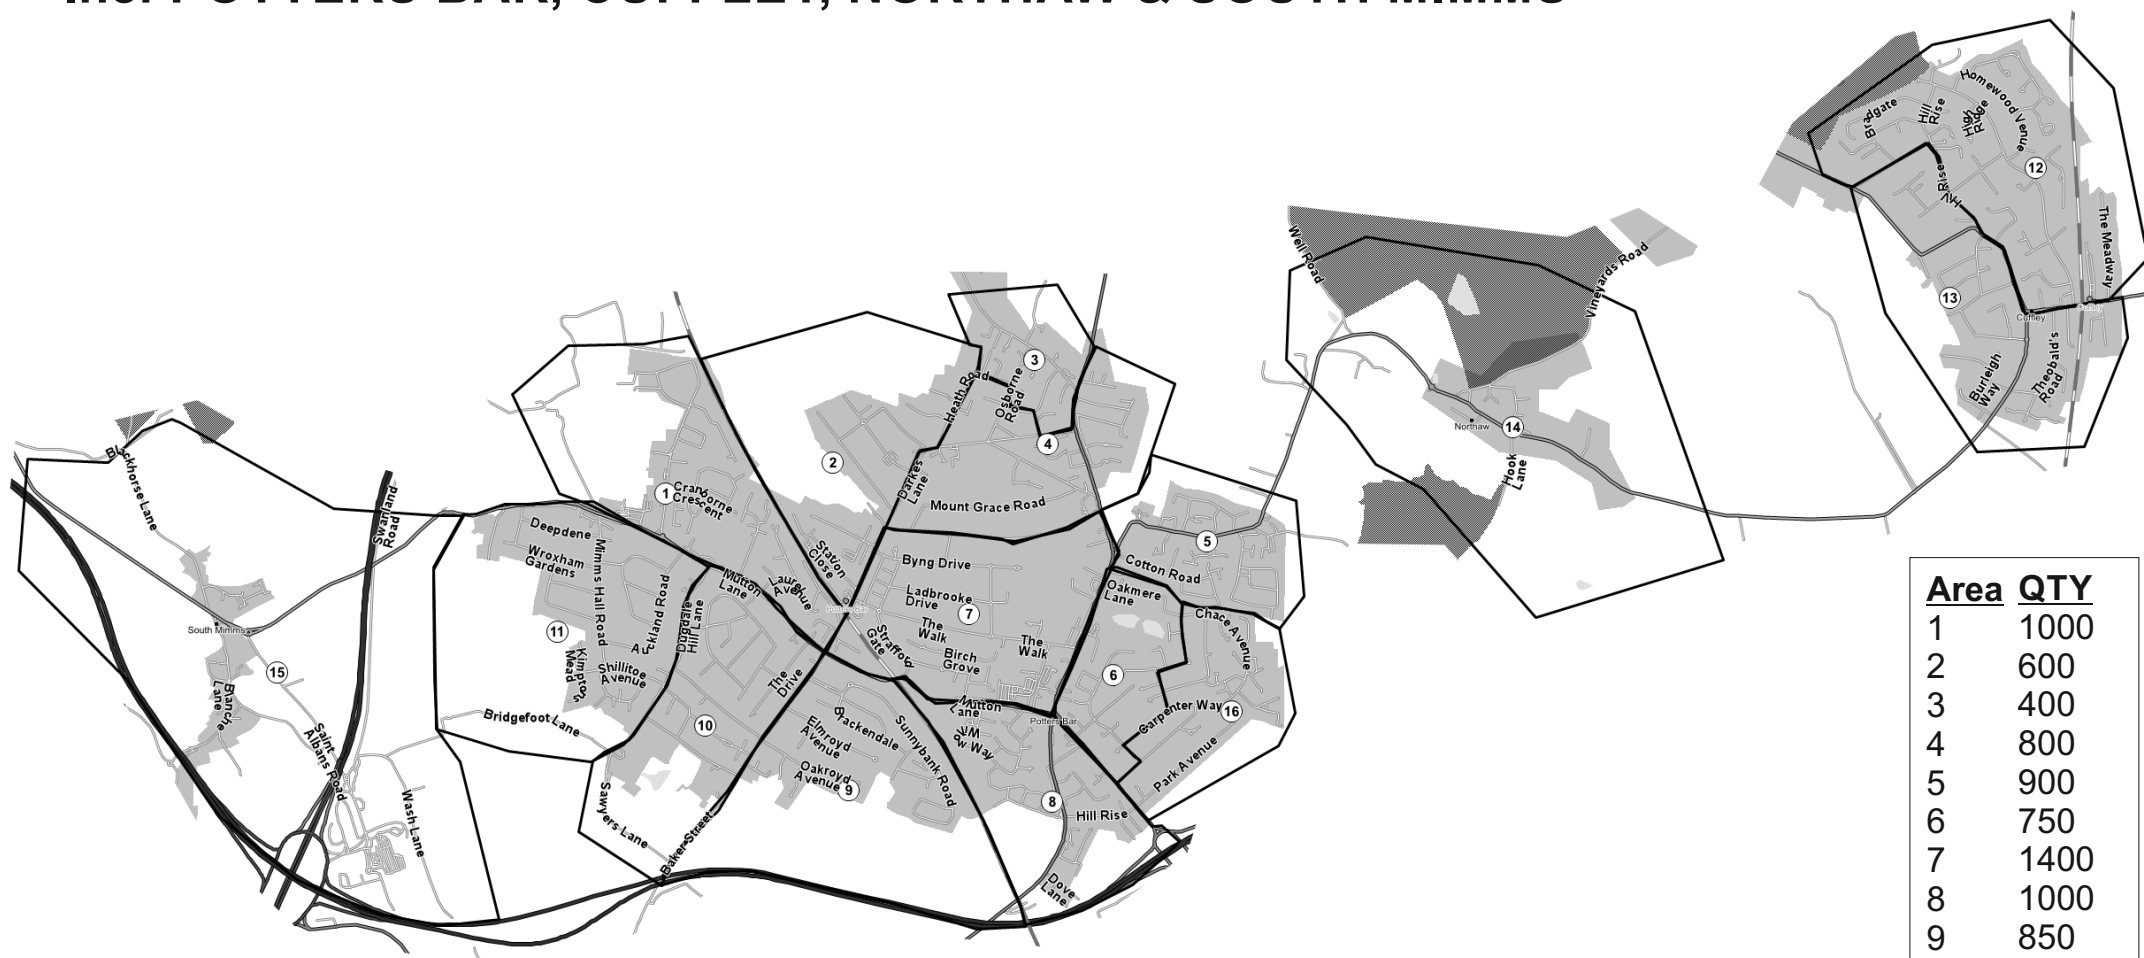 Homewood Venue
Bradgate
Hill
Rise
High
Ridge
12
Hill Rise
The Meadway
13
Cuffley
Theobald's
Road
Burleigh
Way
Well Road
Vineyards Road
Northaw
14
Hook
Lane
3
Heath Road
Osborne
Road
4
2
Darkes
Lane
Mount Grace Road
1
Cranborne
Crescent
Blackhorse Lane
Swanland
Road
Deepdene
Wroxham
Gardens
Mimms Hall Road
Station
Close
Byng Drive
5
Cotton Road
Oakmere
Lane
Mutton
Lane
Laurel
Avenue
Ladbrooke
Drive
7
Potters Bar
Auckland Road
Dugdale
Hill Lane
Chace Avenue
The
Walk
The
Walk
Strafford
Gate
Birch
Grove
South Mimms
11
Kimptons
Mead
Shillitoe
Avenue
15
6
The
Drive
Blanche
Lane
Bridgefoot Lane
10
Mutton
Lane
Potters Bar
Carpenter Way
16
Saint
Albans Road
Brackendale
Elmroyd
Avenue
Sunnybank Road
Way
Park Avenue
Oakroyd
Avenue
9
8
Hill Rise
Wash Lane
Sawyers Lane
Baker Street
Dove
Lane
Area QTY
1 1000
2 600
3 400
4 800
5 900
6 750
7 1400
8 1000
9 850